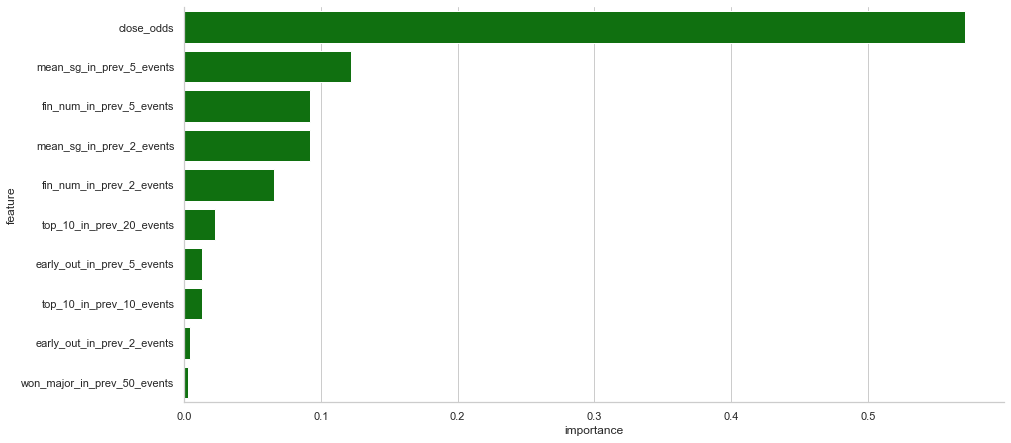 close_odds
mean_sg_in_prev_5_events
fin_num_in_prev_5_events
mean_sg_in_prev_2_events
fin_num_in_prev_2_events
top_10_in_prev_20_events
early_out_in_prev_5_events
top_10_in_prev_10_events
early_out_in_prev_2_events
won_major_in_prev_50_events
feature
0.0 0.1 0.2 0.3 0.4 0.5
importance